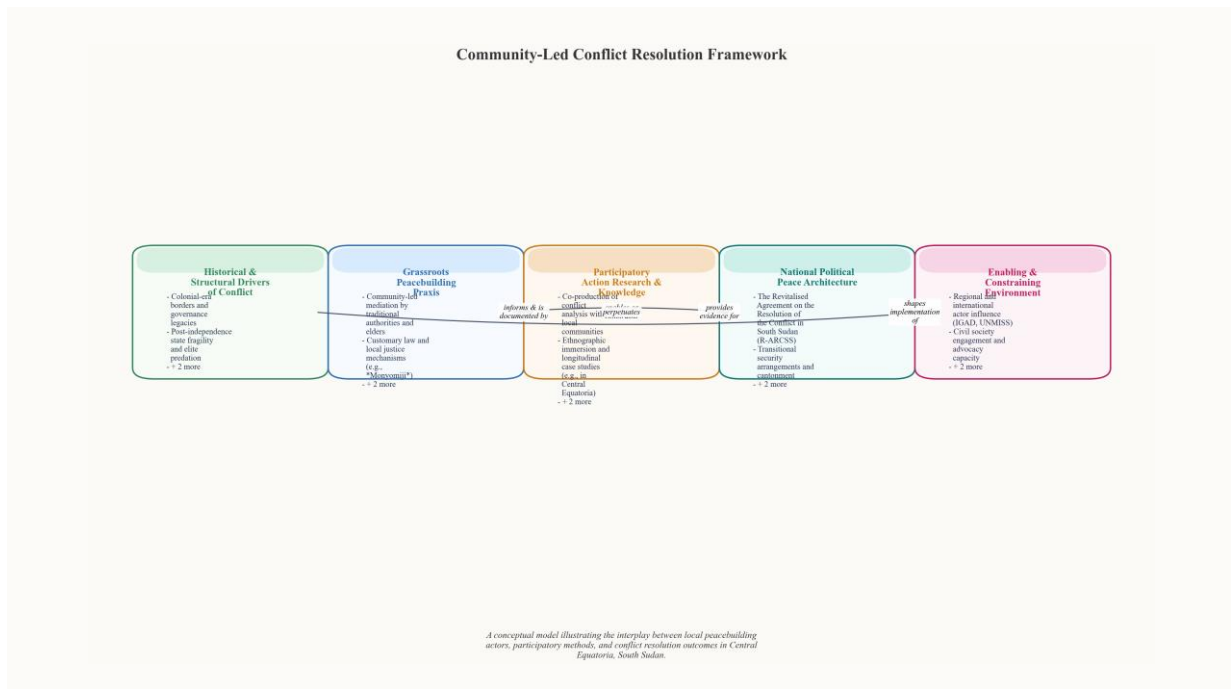 Community-Led Conflict Resolution Framework
Historical &
Structural Drivers
of Conflict
- Colonial-era
borders and
governance
legacies
- Post-independence
state fragility
and elite
predation
- + 2 more
Grassroots
Peacebuilding
Praxis
- Community-led
mediation by
traditional
authorities and
elders
- Customary law and
local justice
mechanisms
(e.g.,
*Monyomiji*)
- + 2 more
informs & is
documented by
Participatory
Action Research &
Knowledge
- Co-production of
conflict
analysis with
local
communities
- Ethnographic
immersion and
longitudinal
case studies
(e.g., in
Central
Equatoria)
- + 2 more
perpetuates
provides
evidence for
National Political
Peace Architecture
- The Revitalised
Agreement on the
Resolution of
the Conflict in
South Sudan
(R-ARCSS)
- Transitional
security
arrangements and
cantonment
- + 2 more
shapes
implementation
of
Enabling &
Constraining
Environment
- Regional and
international
actor influence
(IGAD, UNMISS)
- Civil society
engagement and
advocacy
capacity
- + 2 more
A conceptual model illustrating the interplay between local peacebuilding
actors, participatory methods, and conflict resolution outcomes in Central
Equatoria, South Sudan.